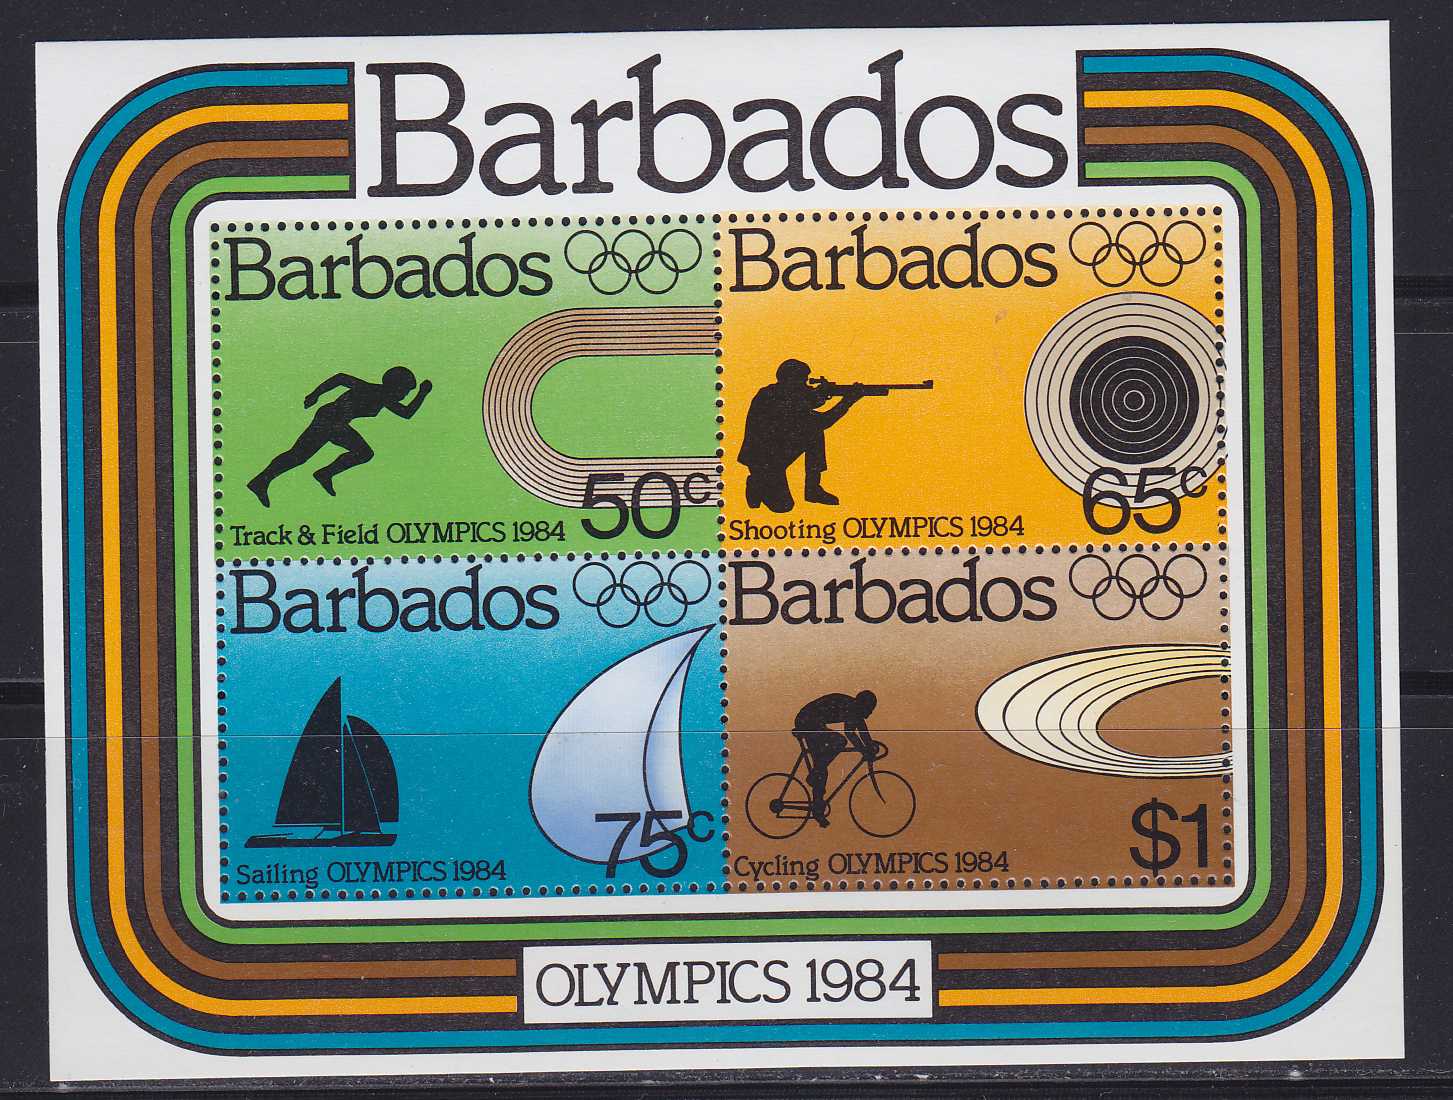 Barbados
Barbados
50c
Track & Field OLYMPICS 1984
Barbados
65c
Shooting OLYMPICS 1984
Barbados
75c
Sailing OLYMPICS 1984
Barbados
$1
Cycling OLYMPICS 1984
OLYMPICS 1984